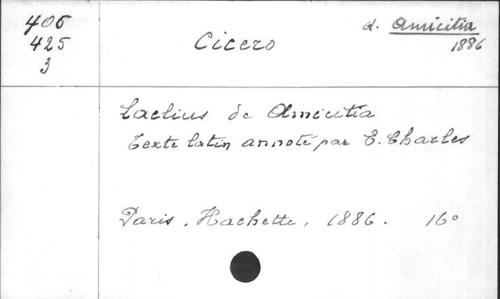 406
425
3
Cicero
d. Amicitia
1886
Laelius de Amicitia
Texte latin annoté par E. Charles
Paris, Hachette, 1886. 16°